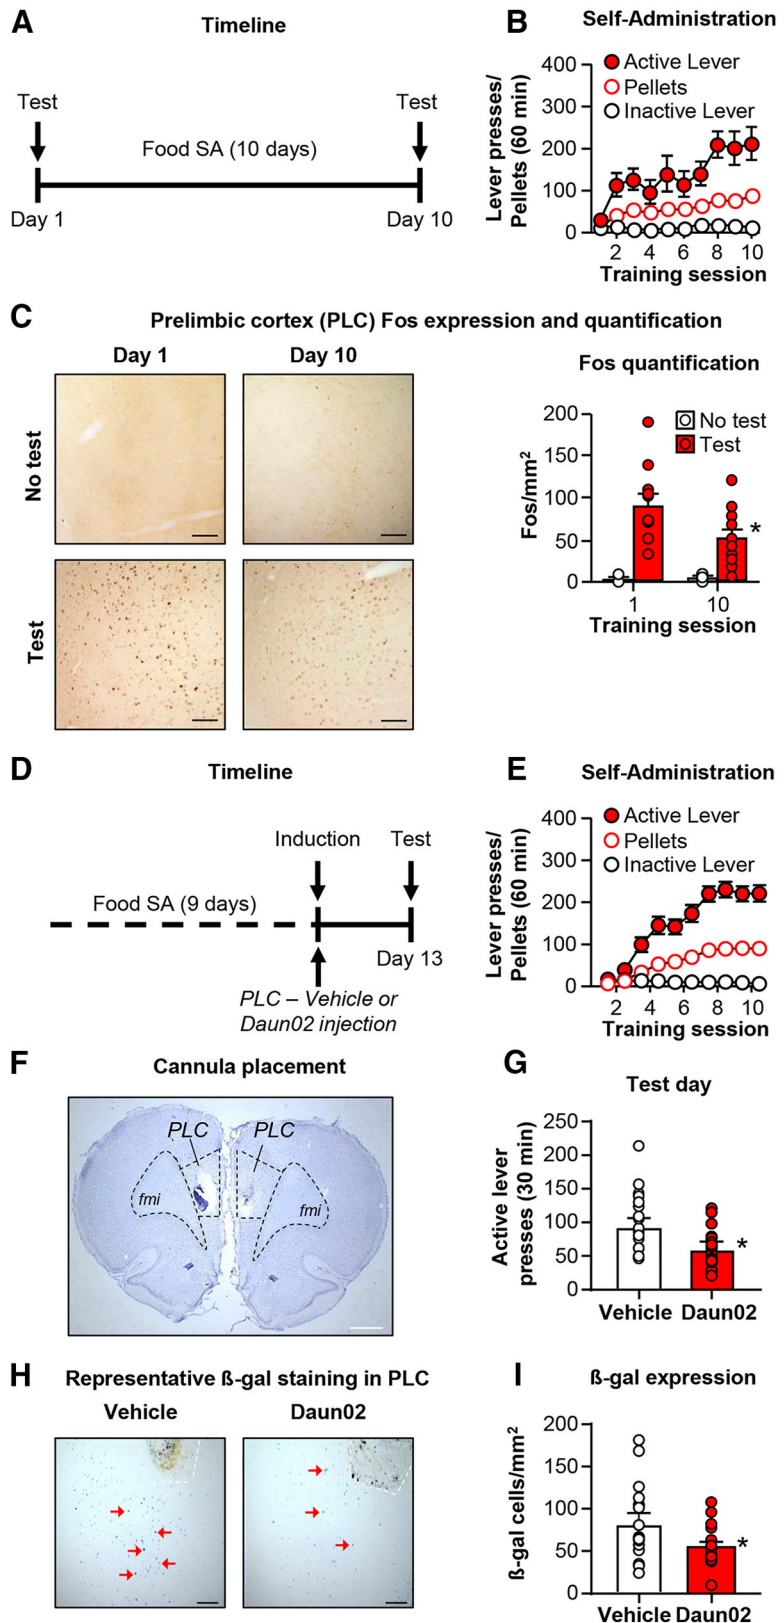 A
Timeline
Test
Test
Food SA (10 days)
Day 1
Day 10
B
Self-Administration
Lever presses/
Pellets (60 min)
400
300
200
100
0
Active Lever
Pellets
Inactive Lever
2 4 6 8 10
Training session
C
Prelimbic cortex (PLC) Fos expression and quantification
Day 1
Day 10
No test
Test
Fos quantification
Fos/mm²
200
150
100
50
0
No test
Test
*
1 10
Training session
D
Timeline
Induction
Test
Food SA (9 days)
Day 13
PLC – Vehicle or
Daun02 injection
E
Self-Administration
Lever presses/
Pellets (60 min)
400
300
200
100
0
Active Lever
Pellets
Inactive Lever
2 4 6 8 10
Training session
F
Cannula placement
PLC
PLC
fmi
fmi
G
Test day
Active lever
presses (30 min)
250
200
150
100
50
0
*
Vehicle Daun02
H
Representative ß-gal staining in PLC
Vehicle
Daun02
I
ß-gal expression
ß-gal cells/mm²
200
150
100
50
0
*
Vehicle Daun02